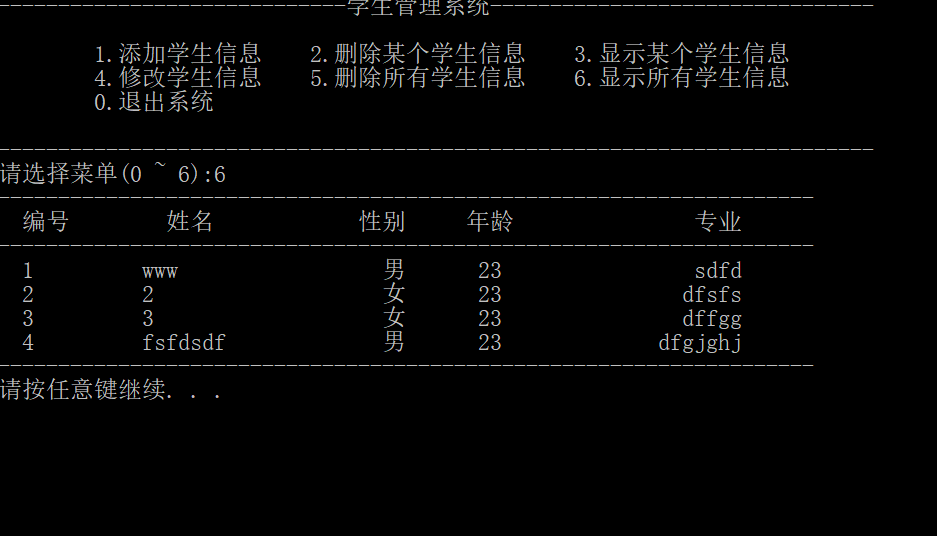 学生管理系统
1.添加学生信息    2.删除某个学生信息    3.显示某个学生信息
4.修改学生信息    5.删除所有学生信息    6.显示所有学生信息
0.退出系统
请选择菜单(0 ~ 6):6
编号        姓名            性别     年龄               专业
1         www                 男      23                sdfd
2         2                   女      23               dfsfs
3         3                   女      23               dffgg
4         fsfdsdf             男      23             dfgjghj
请按任意键继续. . .